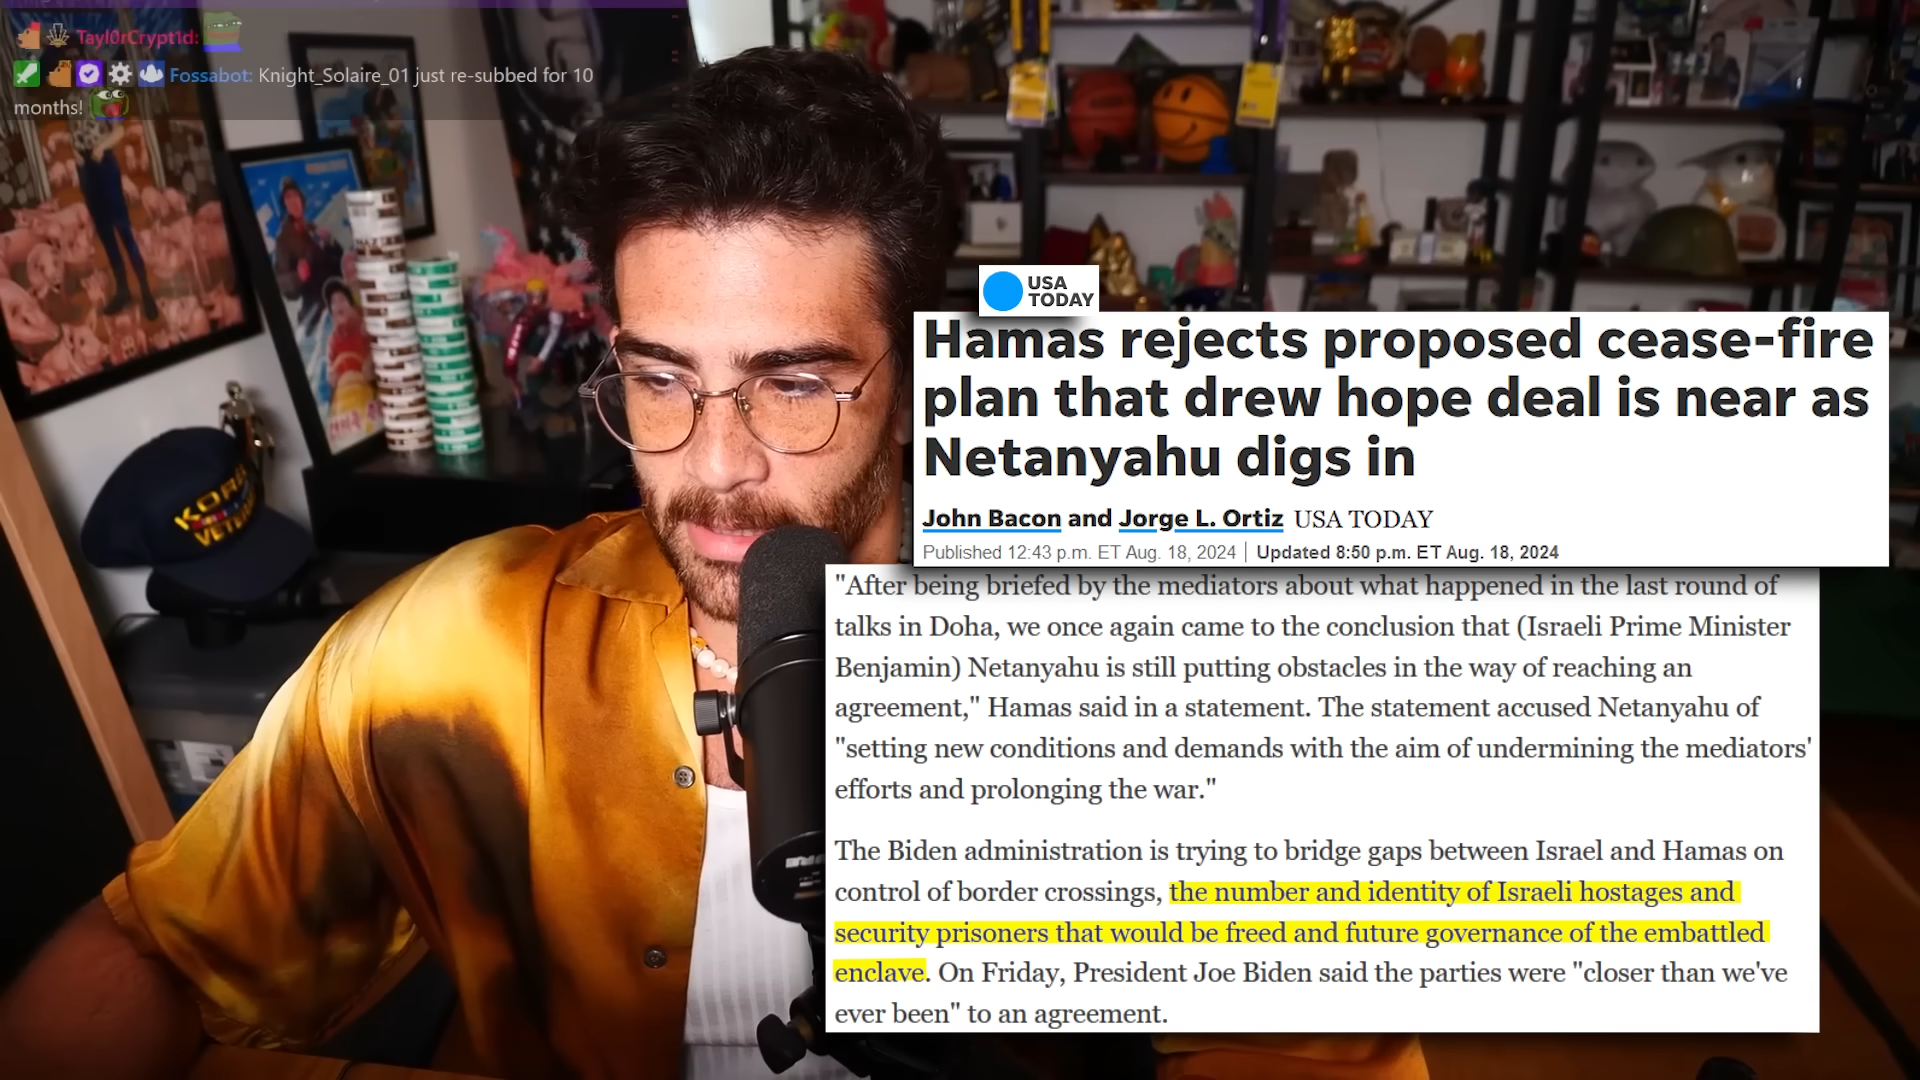 Tayl0rCrypt1d:
Fossabot: Knight_Solaire_01 just re-subbed for 10
months!
KOREA
VETERAN
USA
TODAY
Hamas rejects proposed cease-fire
plan that drew hope deal is near as
Netanyahu digs in
John Bacon and Jorge L. Ortiz USA TODAY
Published 12:43 p.m. ET Aug. 18, 2024 | Updated 8:50 p.m. ET Aug. 18, 2024
"After being briefed by the mediators about what happened in the last round of
talks in Doha, we once again came to the conclusion that (Israeli Prime Minister
Benjamin) Netanyahu is still putting obstacles in the way of reaching an
agreement," Hamas said in a statement. The statement accused Netanyahu of
"setting new conditions and demands with the aim of undermining the mediators'
efforts and prolonging the war."
The Biden administration is trying to bridge gaps between Israel and Hamas on
control of border crossings, the number and identity of Israeli hostages and
security prisoners that would be freed and future governance of the embattled
enclave. On Friday, President Joe Biden said the parties were "closer than we've
ever been" to an agreement.